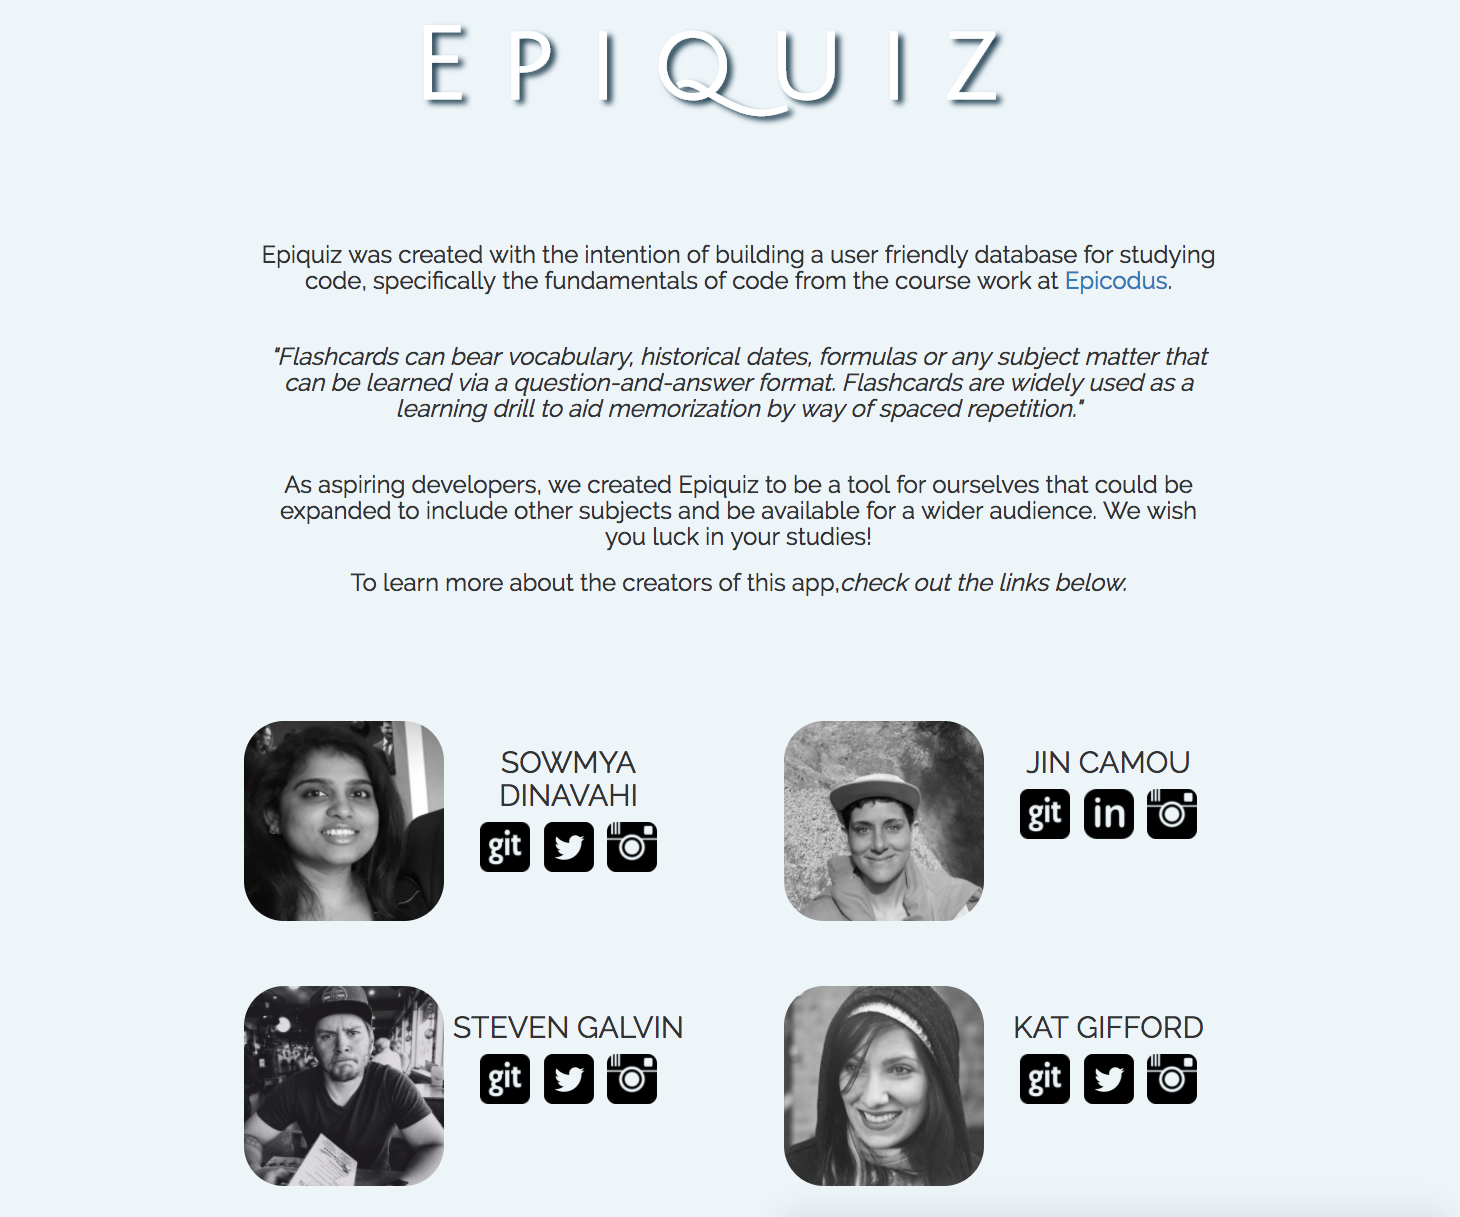 EPIQUIZ
Epiquiz was created with the intention of building a user friendly database for studying
code, specifically the fundamentals of code from the course work at Epicodus.
"Flashcards can bear vocabulary, historical dates, formulas or any subject matter that
can be learned via a question-and-answer format. Flashcards are widely used as a
learning drill to aid memorization by way of spaced repetition."
As aspiring developers, we created Epiquiz to be a tool for ourselves that could be
expanded to include other subjects and be available for a wider audience. We wish
you luck in your studies!
To learn more about the creators of this app,check out the links below.
SOWMYA
DINAVAHI
git
JIN CAMOU
git in
STEVEN GALVIN
git
KAT GIFFORD
git